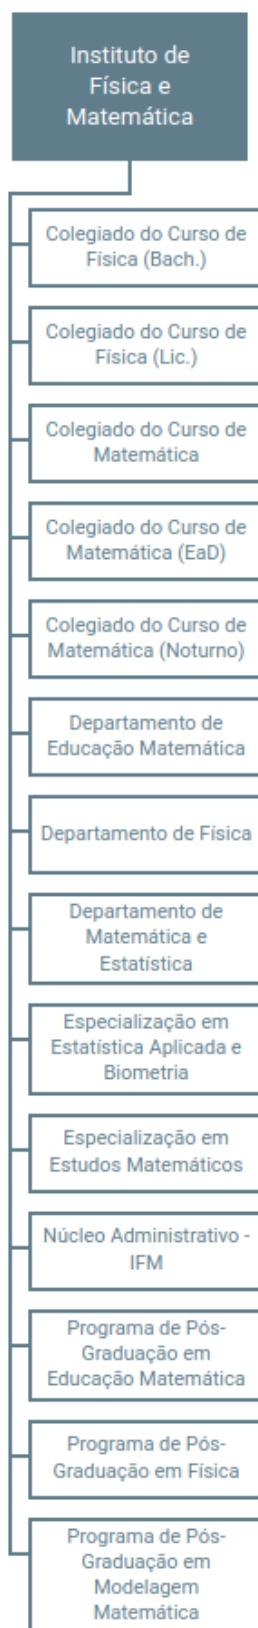 Instituto de
Física e
Matemática
Colegiado do Curso de
Física (Bach.)
Colegiado do Curso de
Física (Lic.)
Colegiado do Curso de
Matemática
Colegiado do Curso de
Matemática (EaD)
Colegiado do Curso de
Matemática (Noturno)
Departamento de
Educação Matemática
Departamento de Física
Departamento de
Matemática e
Estatística
Especialização em
Estatística Aplicada e
Biometria
Especialização em
Estudos Matemáticos
Núcleo Administrativo -
IFM
Programa de Pós-
Graduação em
Educação Matemática
Programa de Pós-
Graduação em Física
Programa de Pós-
Graduação em
Modelagem
Matemática